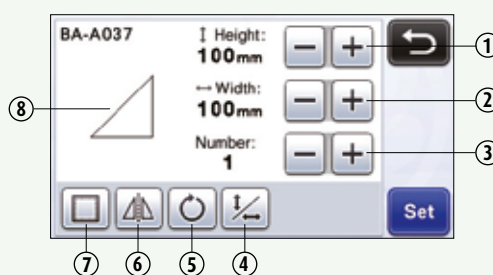 BA-A037
Height:
100mm
Width:
100mm
Number:
1
Set
①
②
③
④
⑤
⑥
⑦
⑧